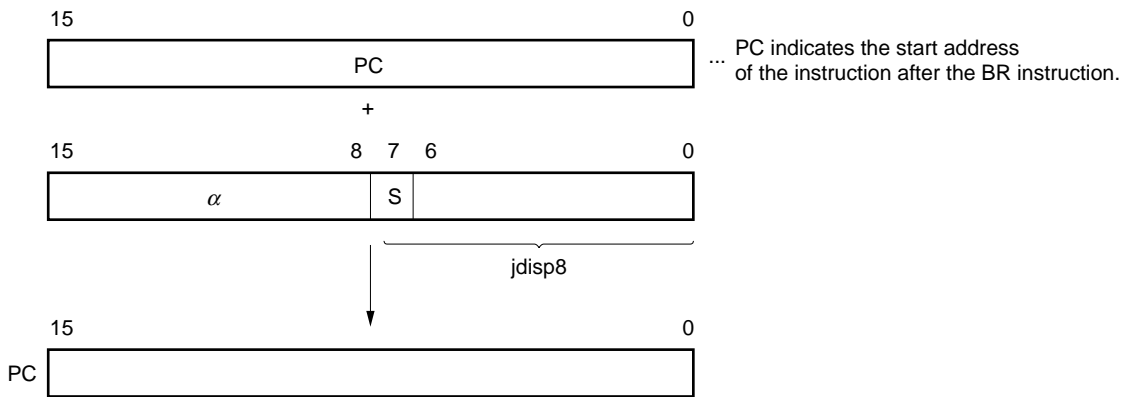 15 0
PC
... PC indicates the start address
of the instruction after the BR instruction.
+
15 8 7 6 0
α S
jdisp8
15 0
PC